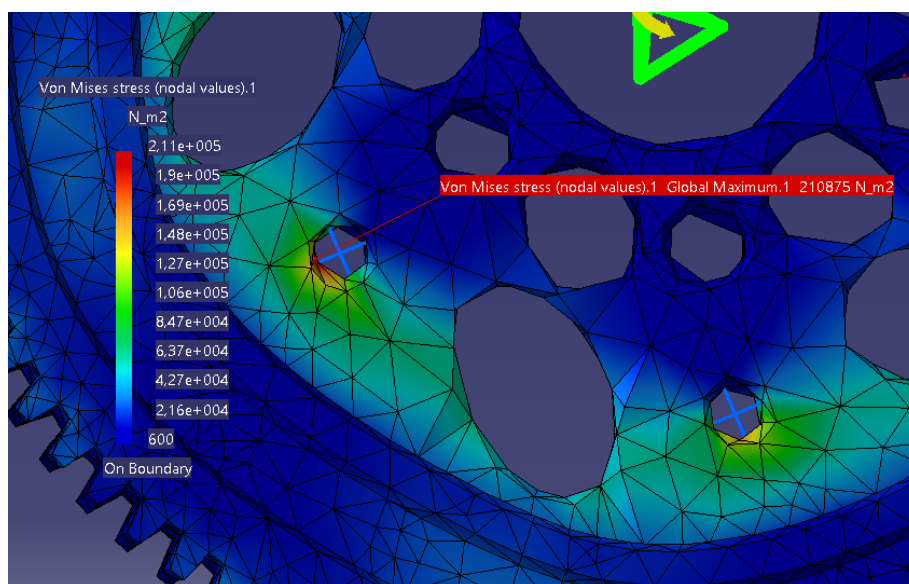 Von Mises stress (nodal values).1
N_m2
2,11e+005
1,9e+005
1,69e+005
1,48e+005
1,27e+005
1,06e+005
8,47e+004
6,37e+004
4,27e+004
2,16e+004
600
On Boundary
Von Mises stress (nodal values).1 Global Maximum.1 210875 N_m2